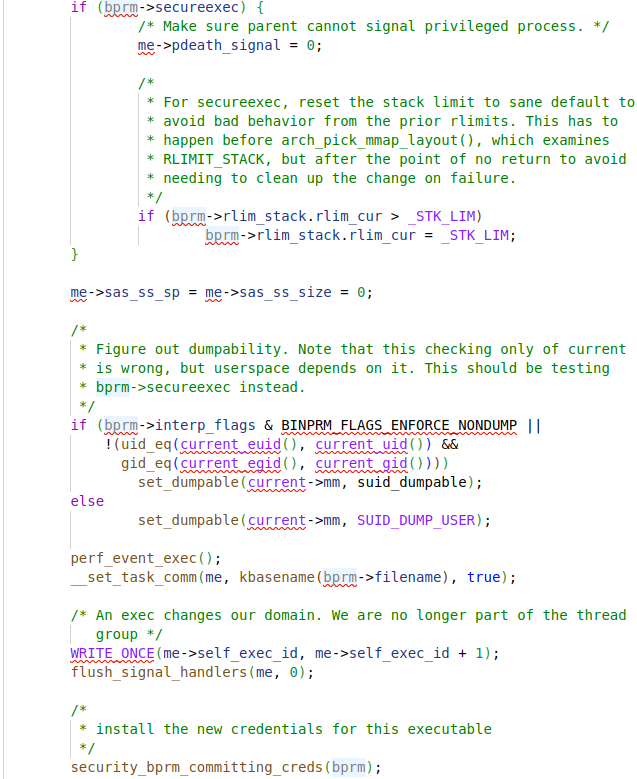 if (bprm->secureexec) {
/* Make sure parent cannot signal privileged process. */
me->pdeath_signal = 0;
/*
* For secureexec, reset the stack limit to sane default to
* avoid bad behavior from the prior rlimits. This has to
* happen before arch_pick_mmap_layout(), which examines
* RLIMIT_STACK, but after the point of no return to avoid
* needing to clean up the change on failure.
*/
if (bprm->rlim_stack.rlim_cur > _STK_LIM)
bprm->rlim_stack.rlim_cur = _STK_LIM;
}
me->sas_ss_sp = me->sas_ss_size = 0;
/*
* Figure out dumpability. Note that this checking only of current
* is wrong, but userspace depends on it. This should be testing
* bprm->secureexec instead.
*/
if (bprm->interp_flags & BINPRM_FLAGS_ENFORCE_NONDUMP ||
!(uid_eq(current_euid(), current_uid()) &&
gid_eq(current_egid(), current_gid())))
set_dumpable(current->mm, suid_dumpable);
else
set_dumpable(current->mm, SUID_DUMP_USER);
perf_event_exec();
__set_task_comm(me, kbasename(bprm->filename), true);
/* An exec changes our domain. We are no longer part of the thread
group */
WRITE_ONCE(me->self_exec_id, me->self_exec_id + 1);
flush_signal_handlers(me, 0);
/*
* install the new credentials for this executable
*/
security_bprm_committing_creds(bprm);